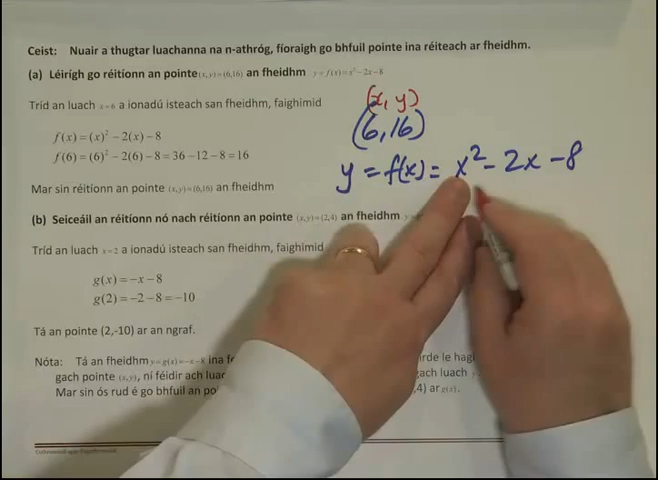 Ceist: Nuair a thugtar luachanna na n-athróg, fíoraigh go bhfuil pointe ina réiteach ar fheidhm.
(a) Léirigh go réitíonn an pointe (x,y)=(6,16) an fheidhm y=f(x)=x²-2x-8
Tríd an luach x=6 a ionadú isteach san fheidhm, faighimid
f(x)=(x)²-2(x)-8
f(6)=(6)²-2(6)-8=36-12-8=16
Mar sin réitíonn an pointe (x,y)=(6,16) an fheidhm
(x, y)
(6,16)
y = f(x) = x² - 2x - 8
(b) Seiceáil an réitíonn nó nach réitíonn an pointe (x,y)=(2,4) an fheidhm
Tríd an luach x=2 a ionadú isteach san fheidhm, faighimid
g(x)=-x-8
g(2)=-2-8=-10
Tá an pointe (2,-10) ar an ngraf.
Nóta: Tá an fheidhm y=g(x)=-x-8 ina
gach pointe (x,y), ní féidir ach gach luach
Mar sin ós rud é go bhfuil an ar g(x).